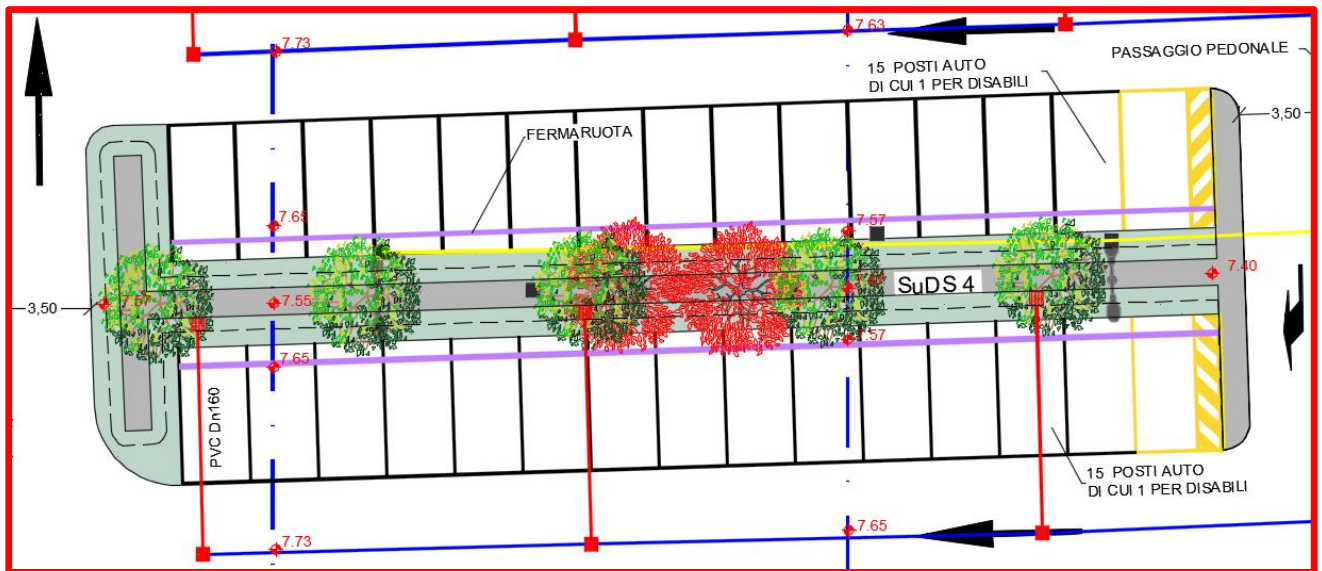 7.73
7.63
PASSAGGIO PEDONALE
15 POSTI AUTO
DI CUI 1 PER DISABILI
3,50
FERMARUOTA
7.65
7.57
7.40
SuDS 4
3,50
7.57
7.55
7.57
7.65
PVC Dn160
15 POSTI AUTO
DI CUI 1 PER DISABILI
7.65
7.73